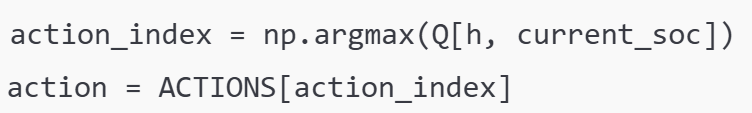 action_index = np.argmax(Q[h, current_soc])
action = ACTIONS[action_index]